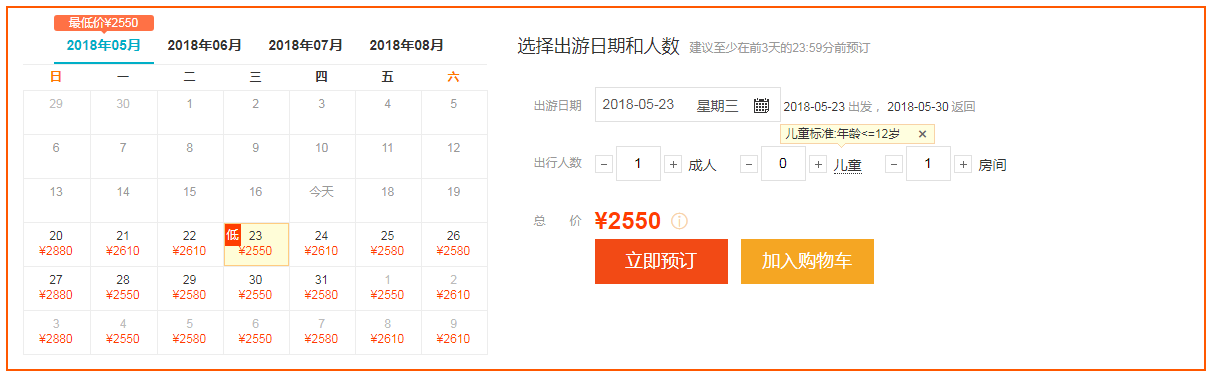 最低价¥2550
2018年05月 2018年06月 2018年07月 2018年08月
日 一 二 三 四 五 六
29 30 1 2 3 4 5
6 7 8 9 10 11 12
13 14 15 16 今天 18 19
20 21 22 低 23 24 25 26
¥2880 ¥2610 ¥2610 ¥2550 ¥2610 ¥2580 ¥2580
27 28 29 30 31 1 2
¥2880 ¥2550 ¥2580 ¥2550 ¥2580 ¥2550 ¥2610
3 4 5 6 7 8 9
¥2880 ¥2550 ¥2580 ¥2550 ¥2580 ¥2610 ¥2610
选择出游日期和人数 建议至少在前3天的23:59分前预订
出游日期 2018-05-23 星期三 2018-05-23 出发， 2018-05-30 返回
儿童标准:年龄<=12岁 ×
出行人数 － 1 + 成人 － 0 + 儿童 － 1 + 房间
总 价 ¥2550
立即预订 加入购物车